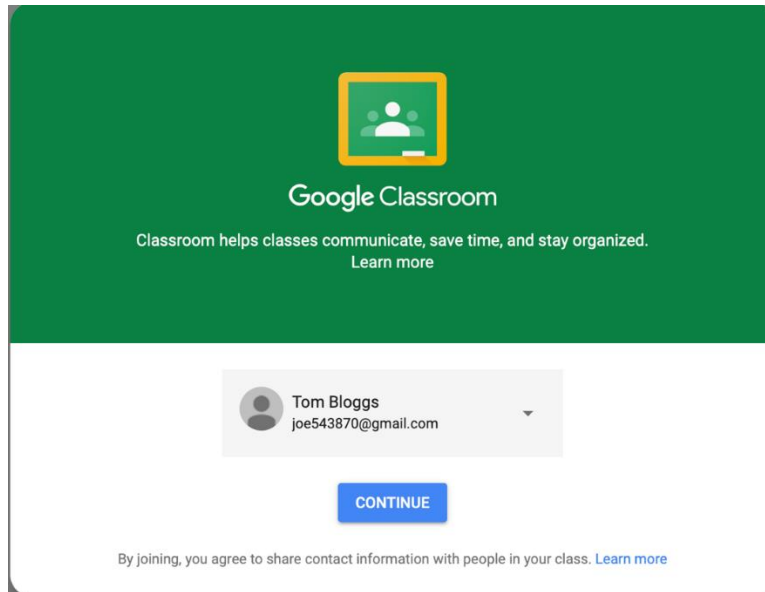 Google Classroom
Classroom helps classes communicate, save time, and stay organized.
Learn more
Tom Bloggs
joe543870@gmail.com
CONTINUE
By joining, you agree to share contact information with people in your class. Learn more